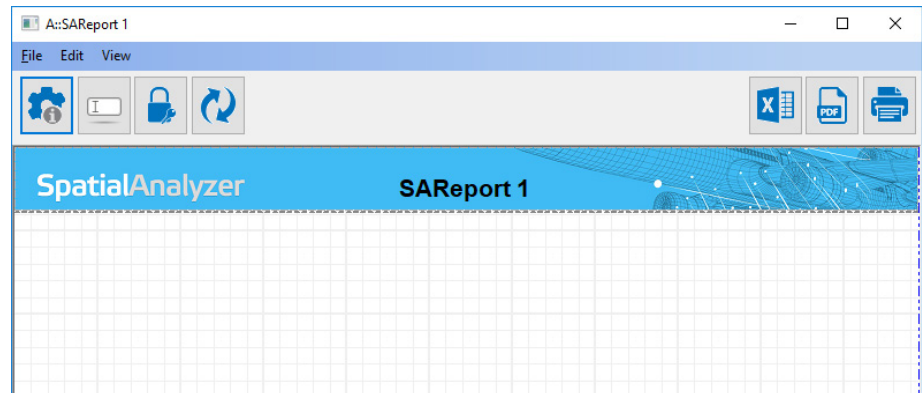 A::SAReport 1
File Edit View
I
X PDF
SpatialAnalyzer SAReport 1